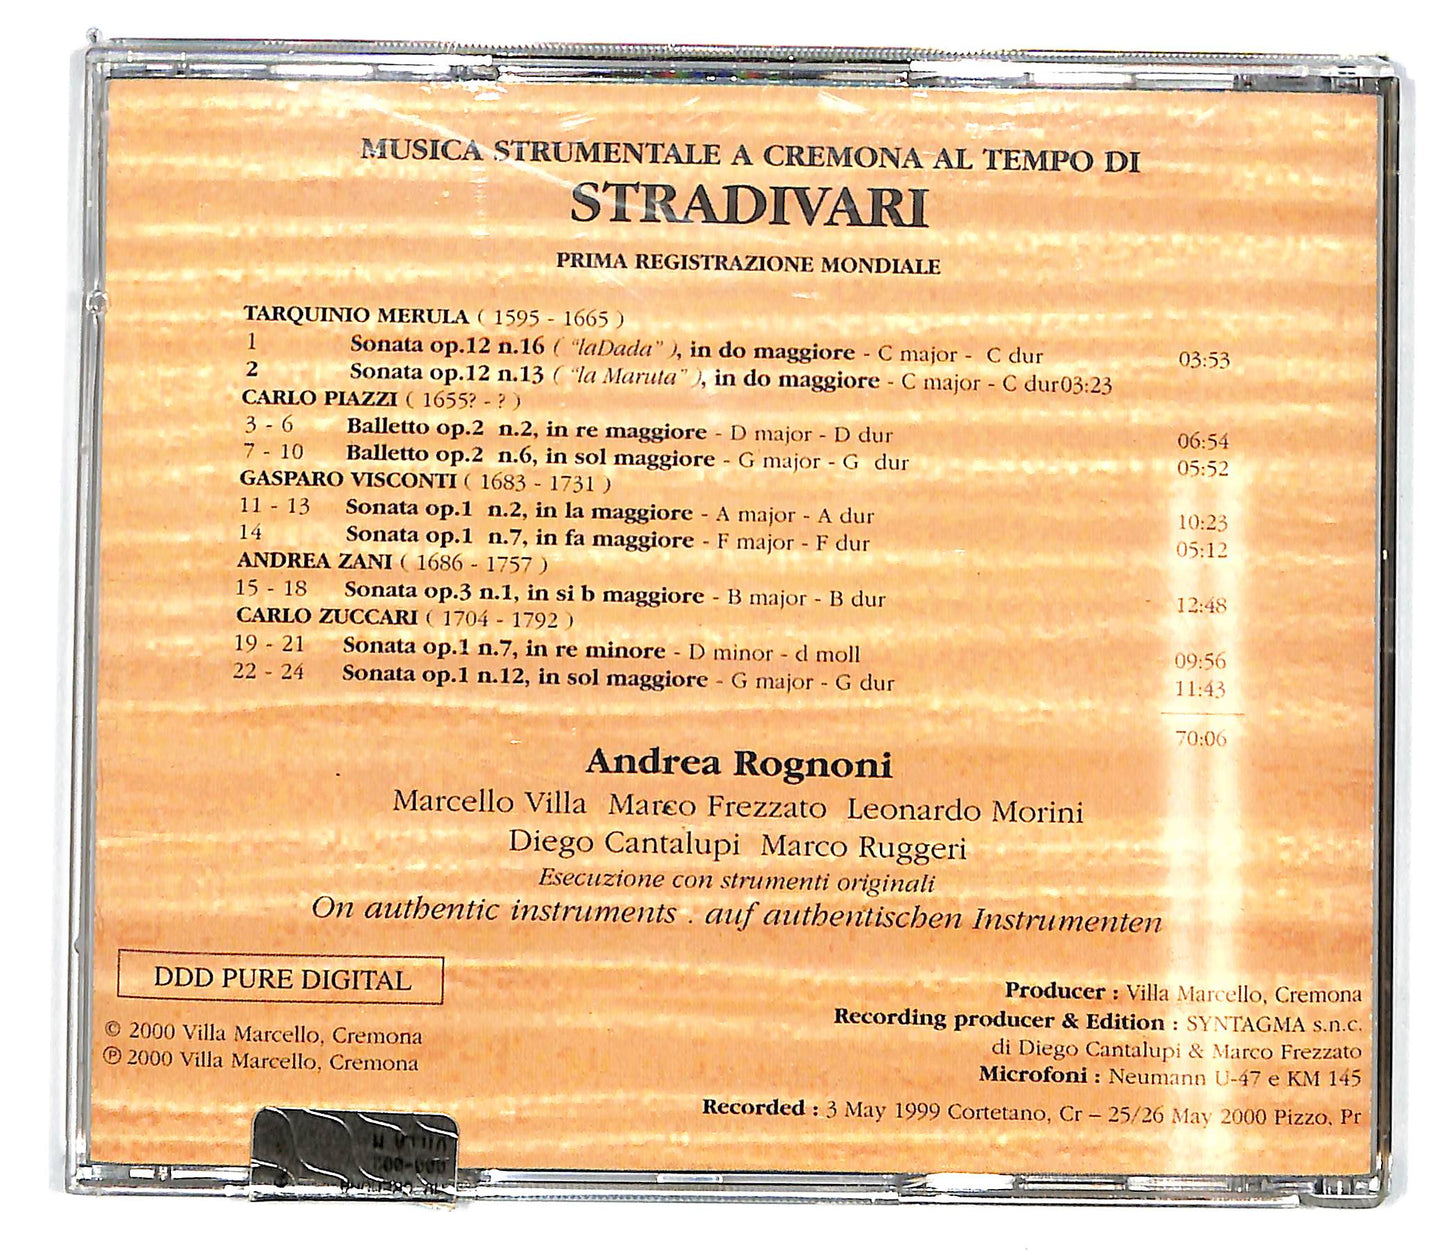 MUSICA STRUMENTALE A CREMONA AL TEMPO DI
STRADIVARI
PRIMA REGISTRAZIONE MONDIALE
TARQUINIO MERULA ( 1595 - 1665 )
1 Sonata op.12 n.16 ( "laDada" ), in do maggiore - C major - C dur 03:53
2 Sonata op.12 n.13 ( "la Maruta" ), in do maggiore - C major - C dur03:23
CARLO PIAZZI ( 1655? - ? )
3 - 6 Balletto op.2 n.2, in re maggiore - D major - D dur 06:54
7 - 10 Balletto op.2 n.6, in sol maggiore - G major - G dur 05:52
GASPARO VISCONTI ( 1683 - 1731 )
11 - 13 Sonata op.1 n.2, in la maggiore - A major - A dur 10:23
14 Sonata op.1 n.7, in fa maggiore - F major - F dur 05:12
ANDREA ZANI ( 1686 - 1757 )
15 - 18 Sonata op.3 n.1, in si b maggiore - B major - B dur 12:48
CARLO ZUCCARI ( 1704 - 1792 )
19 - 21 Sonata op.1 n.7, in re minore - D minor - d moll 09:56
22 - 24 Sonata op.1 n.12, in sol maggiore - G major - G dur 11:43
70:06
Andrea Rognoni
Marcello Villa Marco Frezzato Leonardo Morini
Diego Cantalupi Marco Ruggeri
Esecuzione con strumenti originali
On authentic instruments . auf authentischen Instrumenten
DDD PURE DIGITAL
© 2000 Villa Marcello, Cremona
℗ 2000 Villa Marcello, Cremona
Producer : Villa Marcello, Cremona
Recording producer & Edition : SYNTAGMA s.n.c.
di Diego Cantalupi & Marco Frezzato
Microfoni : Neumann U-47 e KM 145
Recorded : 3 May 1999 Cortetano, Cr – 25/26 May 2000 Pizzo, Pr